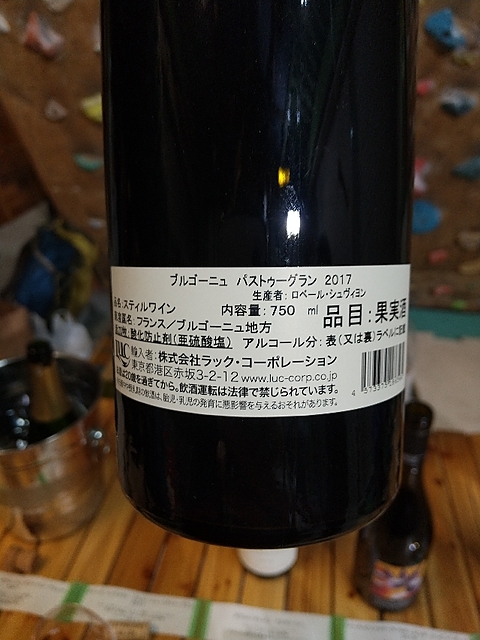 ブルゴーニュ パストゥーグラン 2017
生産者:ロベール・シュヴィヨン
品名:スティルワイン 内容量:750 ml 品目:果実酒
原産国名:フランス/ブルゴーニュ地方
酸化防止剤(亜硫酸塩) アルコール分:表(又は裏)ラベルに記載
輸入者:株式会社ラック・コーポレーション
東京都港区赤坂3-2-12 www.luc-corp.co.jp
は20歳を過ぎてから。飲酒運転は法律で禁じられています。
飲酒は、胎児・乳児の発育に悪影響を与えるおそれがあります。